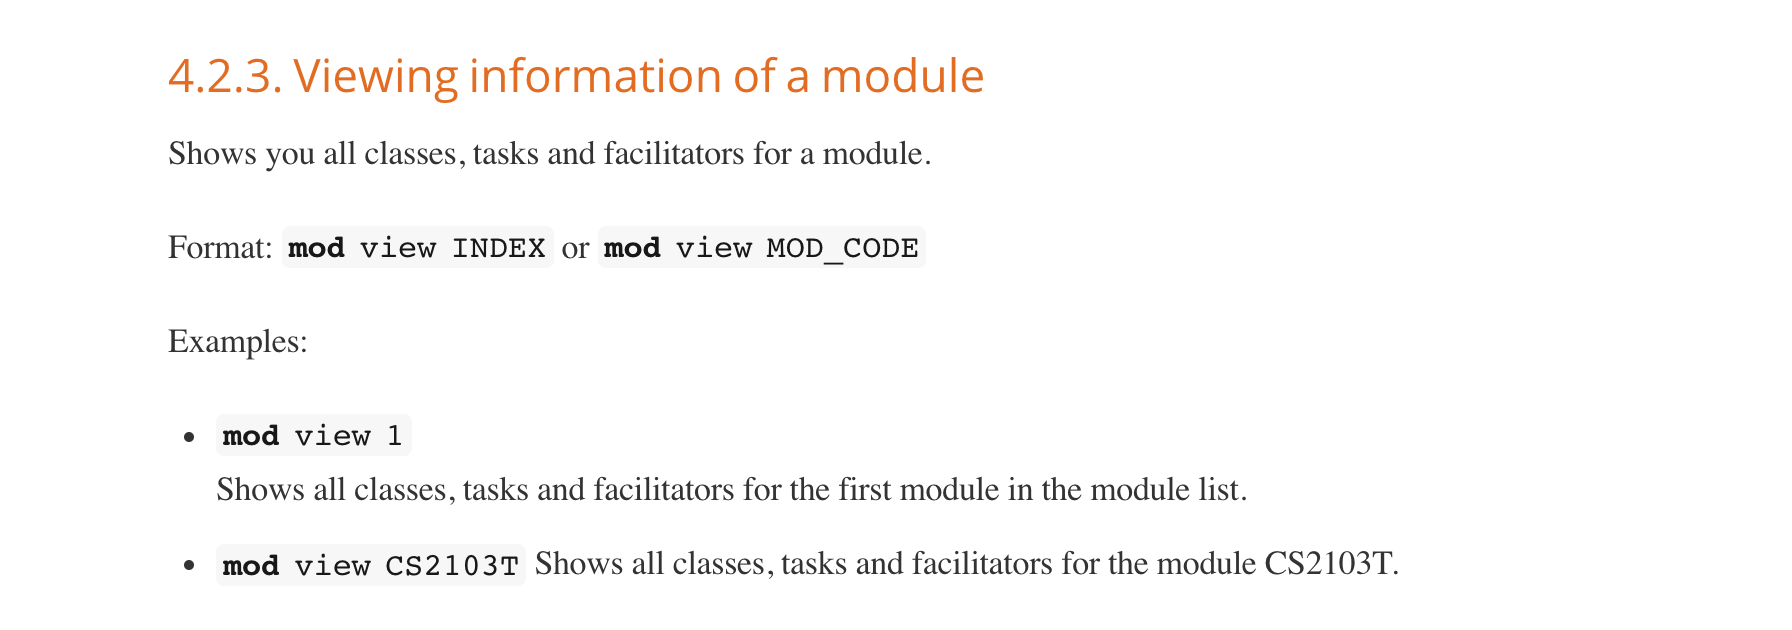 4.2.3. Viewing information of a module
Shows you all classes, tasks and facilitators for a module.
Format: mod view INDEX or mod view MOD_CODE
Examples:
mod view 1
Shows all classes, tasks and facilitators for the first module in the module list.
mod view CS2103T Shows all classes, tasks and facilitators for the module CS2103T.